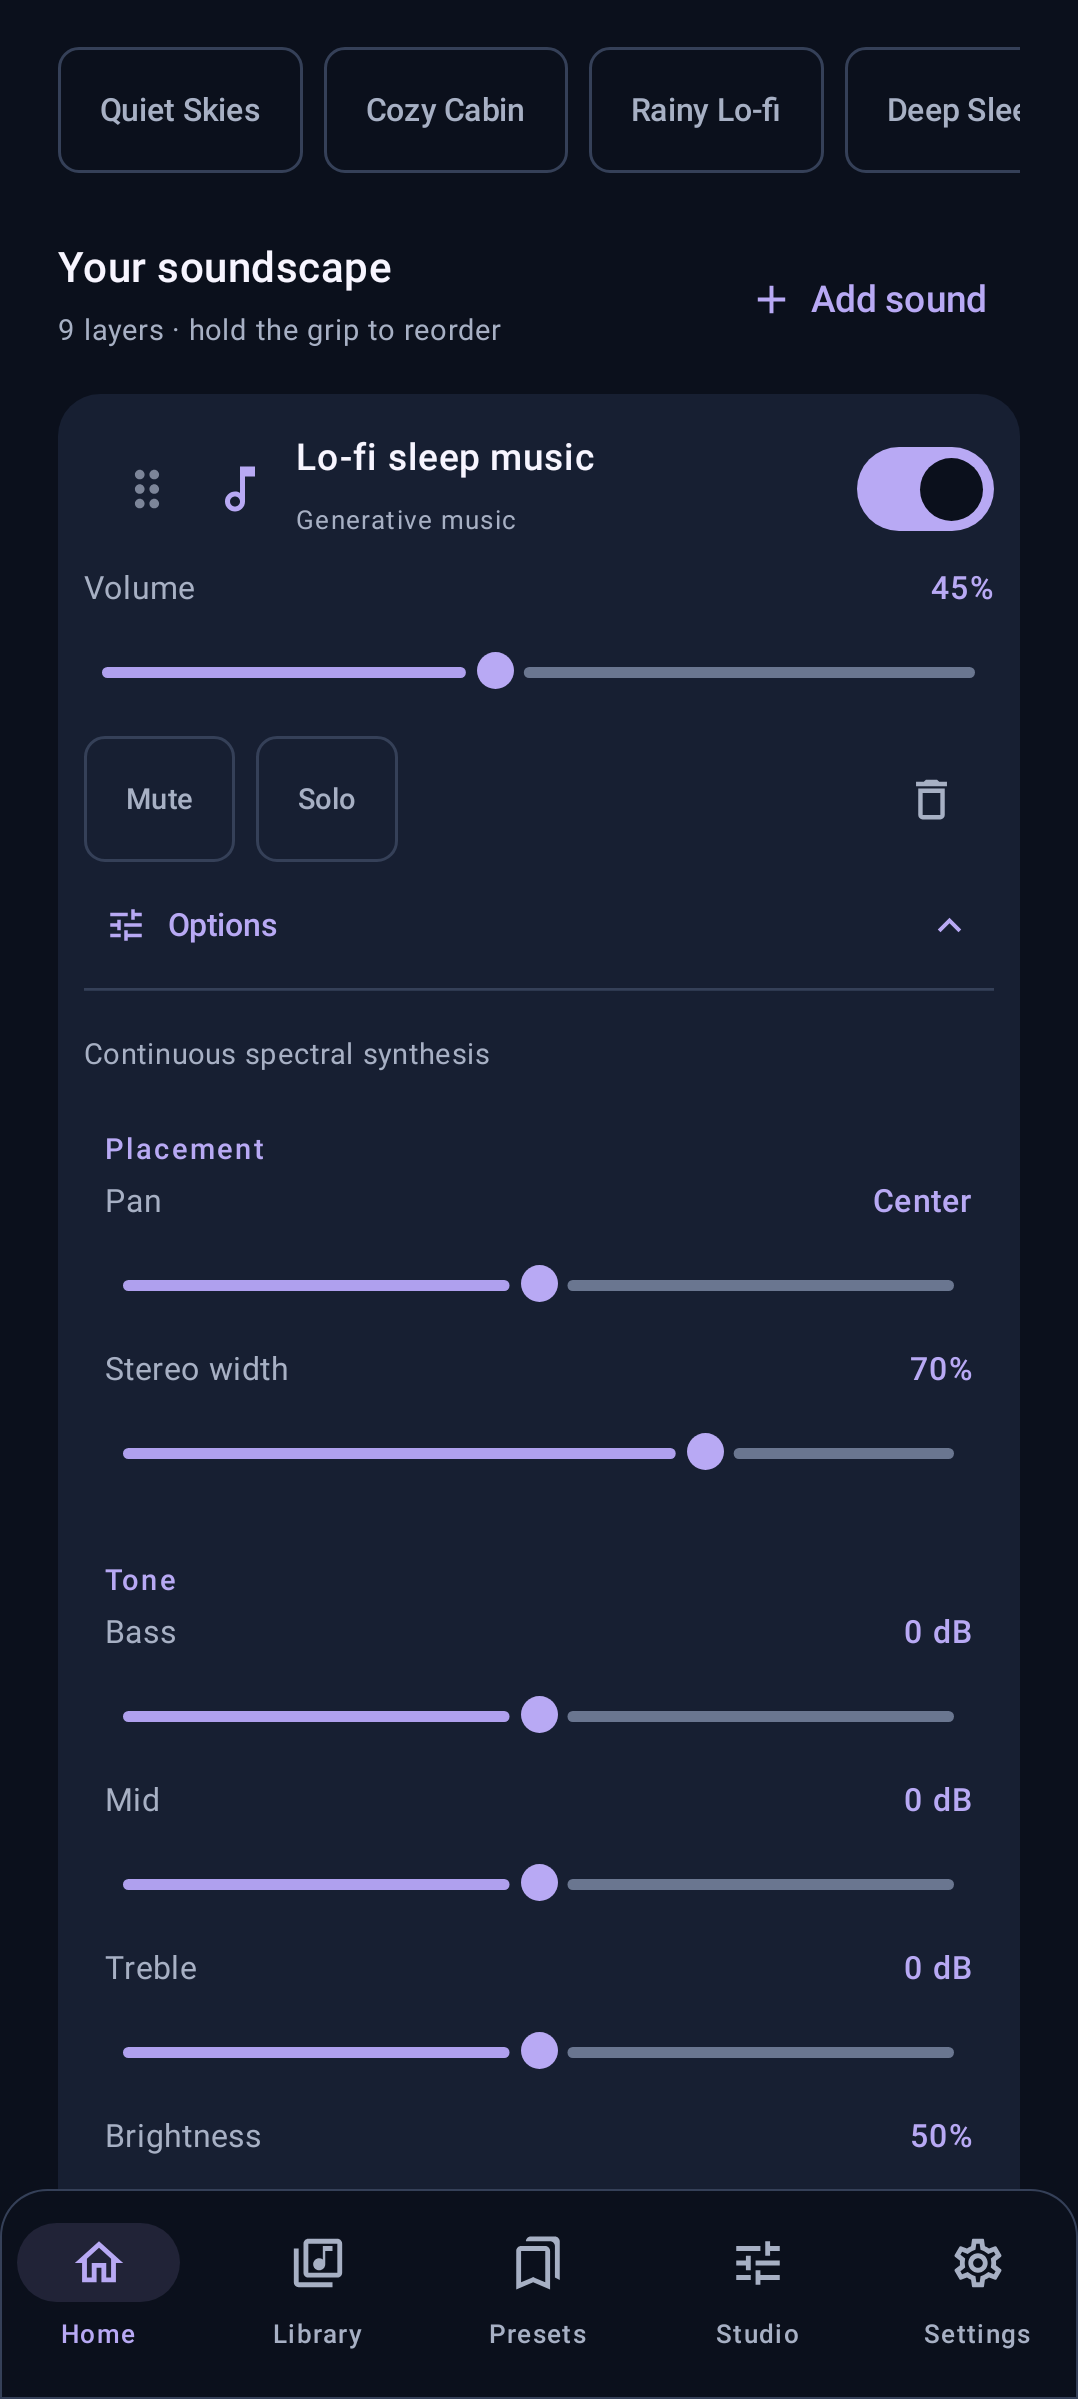 Quiet Skies
Cozy Cabin
Rainy Lo-fi
Deep Slee
Your soundscape
9 layers · hold the grip to reorder
Add sound
Lo-fi sleep music
Generative music
Volume
45%
Mute
Solo
Options
Continuous spectral synthesis
Placement
Pan
Center
Stereo width
70%
Tone
Bass
0 dB
Mid
0 dB
Treble
0 dB
Brightness
50%
Home
Library
Presets
Studio
Settings